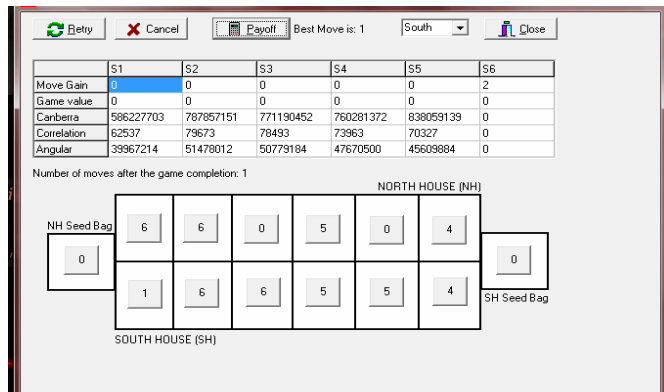 Retry Cancel Payoff Best Move is: 1 South Close
S1 S2 S3 S4 S5 S6
Move Gain 0 0 0 0 0 2
Game value 0 0 0 0 0 0
Canberra 586227703 787857151 771190452 760281372 838059139 0
Correlation 62537 79673 78493 73963 70327 0
Angular 39967214 51478012 50779184 47670500 45609884 0
Number of moves after the game completion: 1
NORTH HOUSE (NH)
NH Seed Bag 6 6 0 5 0 4
0 0
1 6 6 5 5 4 SH Seed Bag
SOUTH HOUSE (SH)